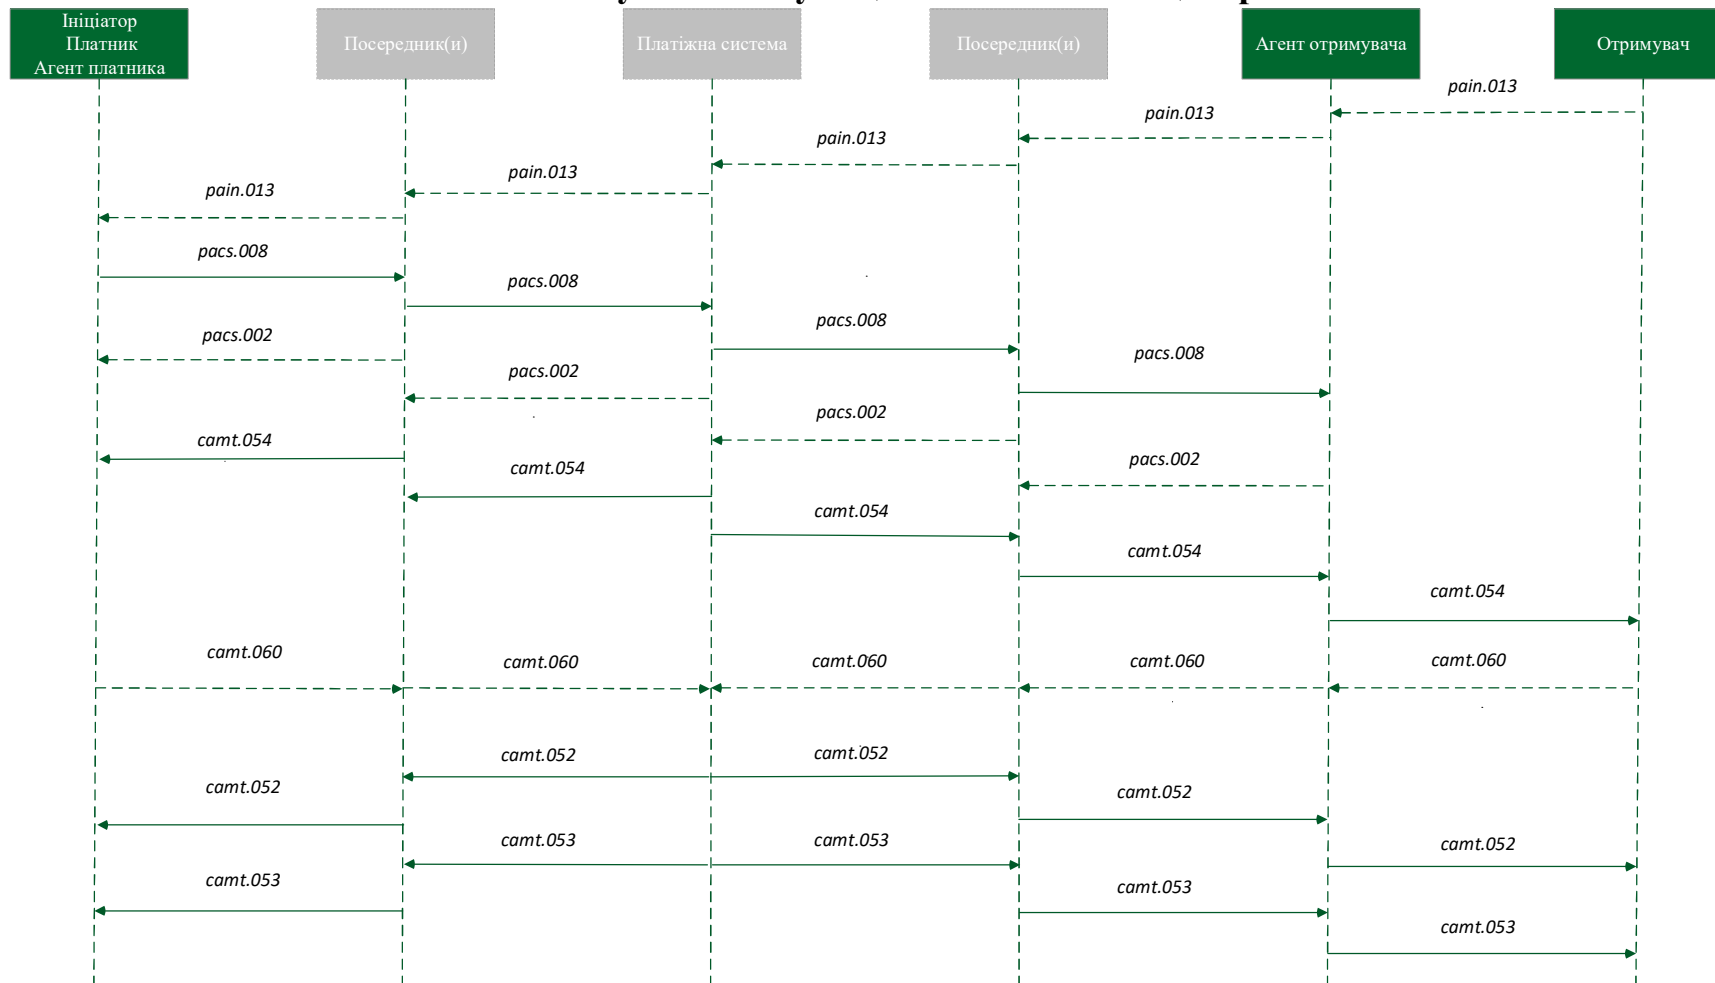 Ініціатор
Платник
Агент платника
Посередник(и)
Платіжна система
Посередник(и)
Агент отримувача
Отримувач
pain.013
pain.013
pain.013
pain.013
pain.013
pacs.008
pacs.008
pacs.008
pacs.002
pacs.008
pacs.002
pacs.002
camt.054
pacs.002
camt.054
camt.054
camt.054
camt.054
camt.060
camt.060
camt.060
camt.060
camt.060
camt.052
camt.052
camt.052
camt.052
camt.053
camt.053
camt.052
camt.053
camt.053
camt.053